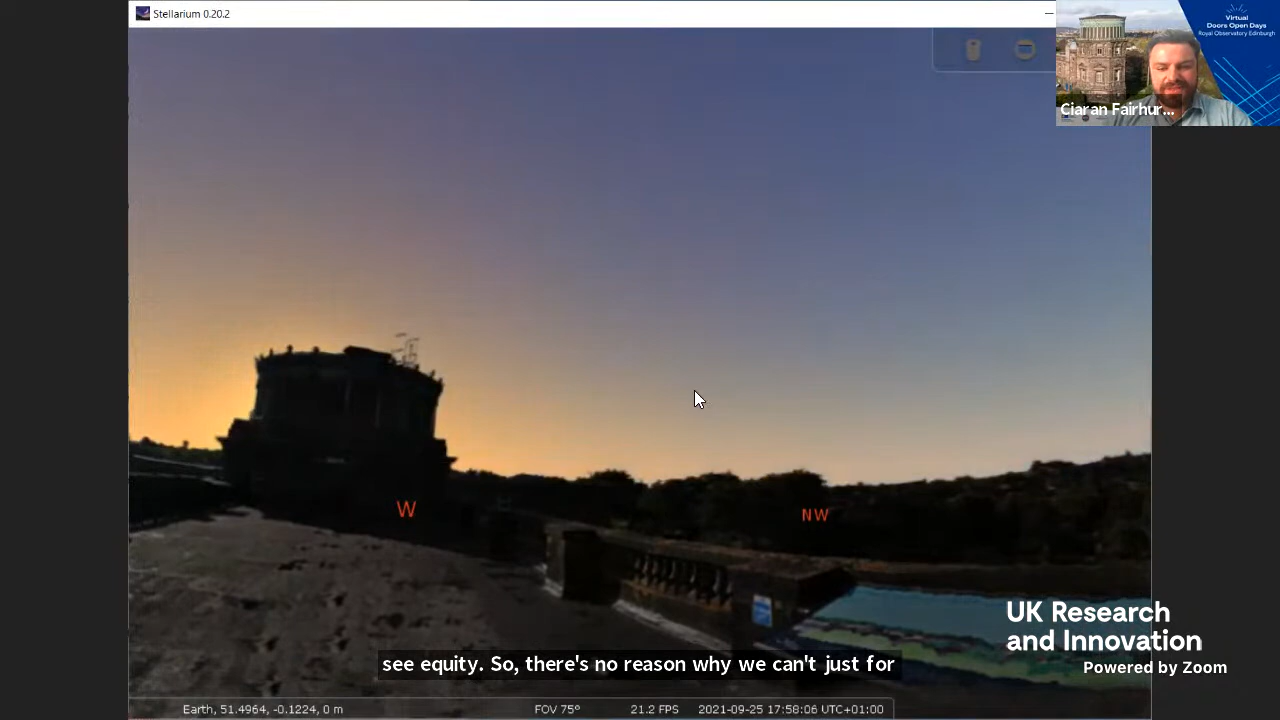 Stellarium 0.20.2
Virtual
Doors Open Days
Royal Observatory Edinburgh
Ciaran Fairhur...
W
NW
UK Research
and Innovation
Powered by Zoom
see equity. So, there's no reason why we can't just for
Earth, 51.4964, -0.1224, 0 m FOV 75° 21.2 FPS 2021-09-25 17:58:06 UTC+01:00